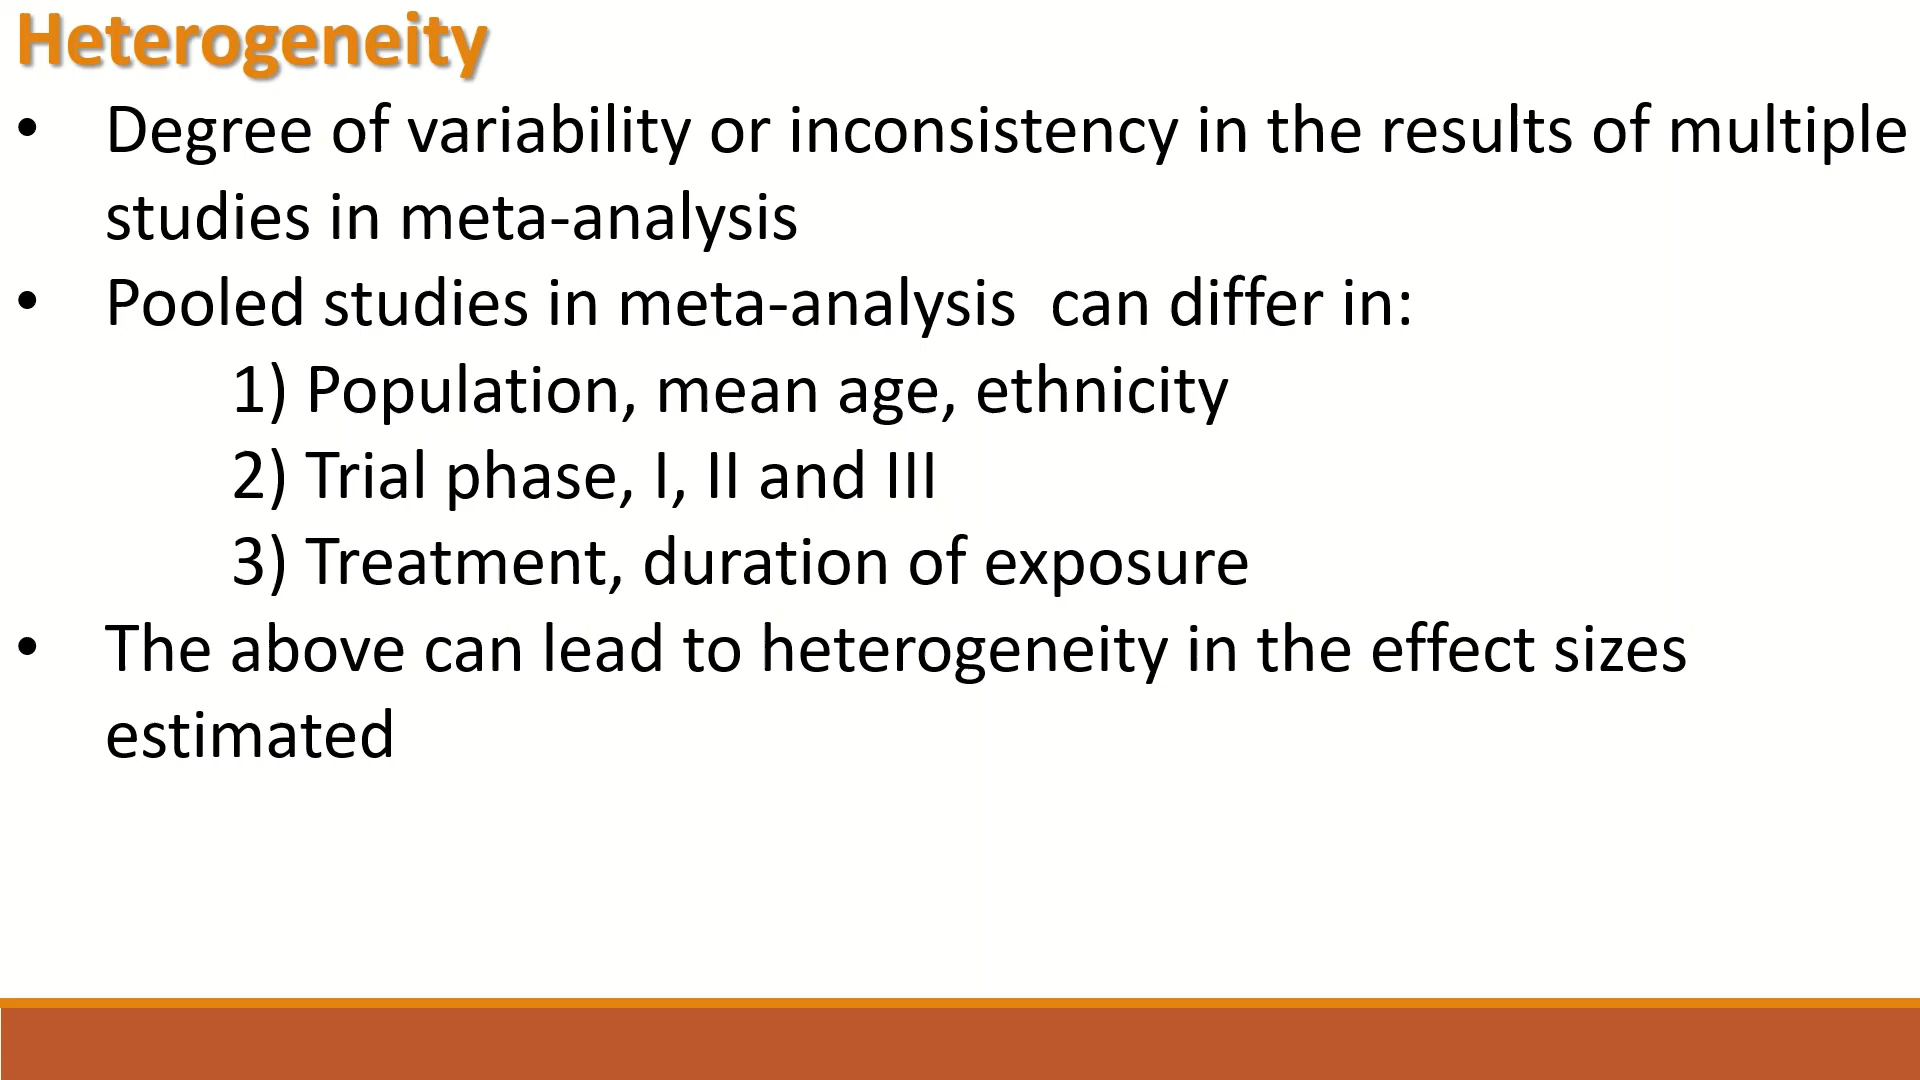 Heterogeneity
• Degree of variability or inconsistency in the results of multiple
studies in meta-analysis
• Pooled studies in meta-analysis  can differ in:
1) Population, mean age, ethnicity
2) Trial phase, I, II and III
3) Treatment, duration of exposure
• The above can lead to heterogeneity in the effect sizes
estimated